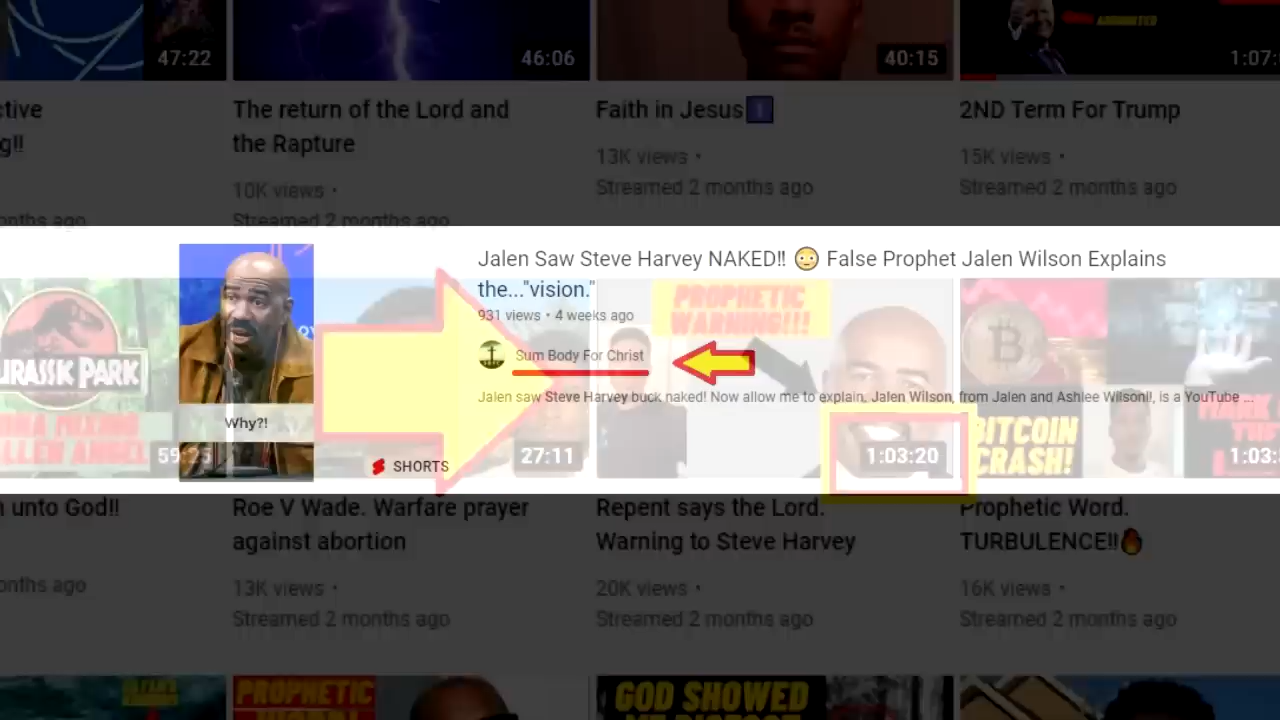 47:22
46:06
40:15
1:07:
ctive
The return of the Lord and
Faith in Jesus
2ND Term For Trump
g!!
the Rapture
13K views •
15K views •
10K views •
Streamed 2 months ago
Streamed 2 months ago
onths ago
Streamed 2 months ago
Jalen Saw Steve Harvey NAKED!! 😳 False Prophet Jalen Wilson Explains
the..."vision."
931 views • 4 weeks ago
Sum Body For Christ
Jalen saw Steve Harvey buck naked! Now allow me to explain. Jalen Wilson, from Jalen and Ashlee Wilson!!, is a YouTube ...
PROPHETIC
WARNING!!!
URASSIC PARK
Why?!
SHORTS
27:11
1:03:20
BITCOIN
CRASH!
1:03:
unto God!!
Roe V Wade. Warfare prayer
Repent says the Lord.
Prophetic Word.
against abortion
Warning to Steve Harvey
TURBULENCE!!🔥
onths ago
13K views •
20K views •
16K views •
Streamed 2 months ago
Streamed 2 months ago
Streamed 2 months ago
PROPHETIC
GOD SHOWED